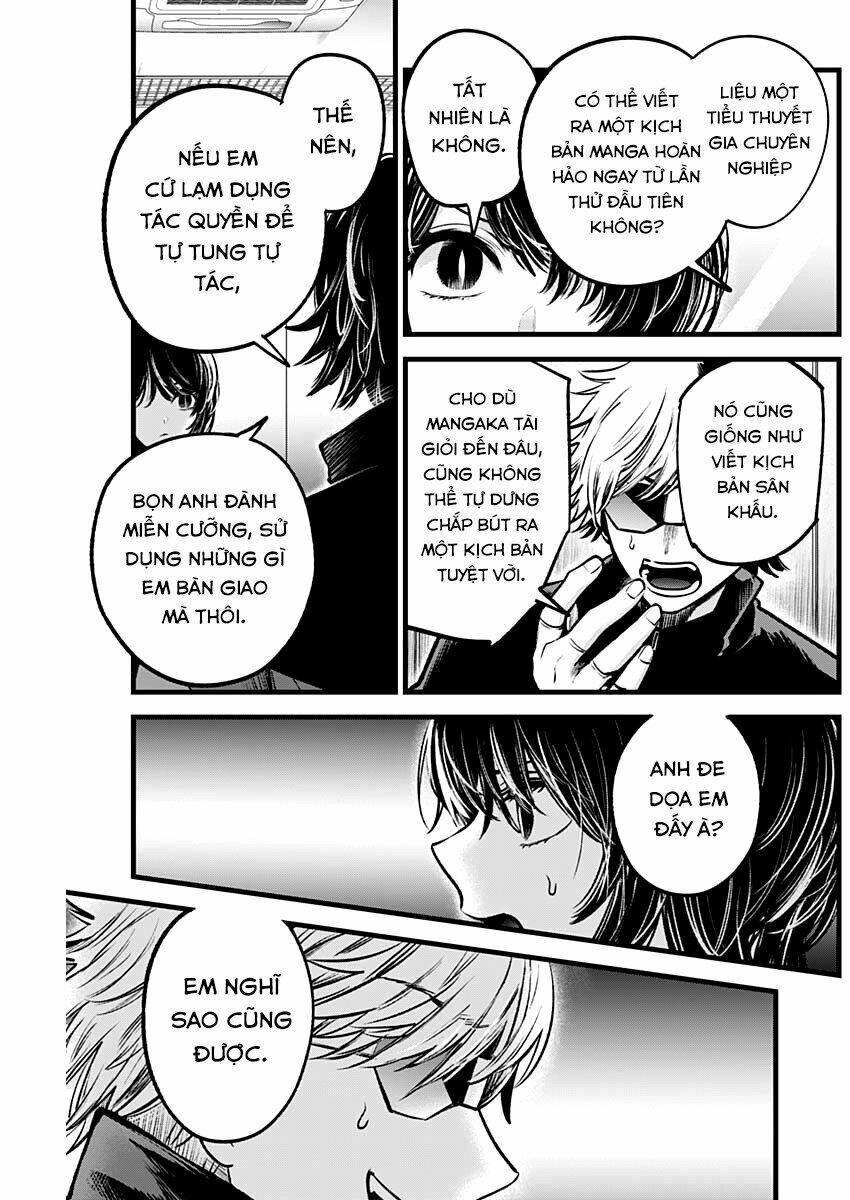 LIỆU MỘT
TIỂU THUYẾT
GIA CHUYÊN
NGHIỆP
CÓ THỂ VIẾT
RA MỘT KỊCH
BẢN MANGA HOÀN
HẢO NGAY TỪ LẦN
THỬ ĐẦU TIÊN
KHÔNG?
TẤT
NHIÊN LÀ
KHÔNG.
NÓ CŨNG
GIỐNG NHƯ
VIẾT KỊCH
BẢN SÂN
KHẤU.
CHO DÙ
MANGAKA TÀI
GIỎI ĐẾN ĐÂU,
CŨNG KHÔNG
THỂ TỰ DƯNG
CHẮP BÚT RA
MỘT KỊCH BẢN
TUYỆT VỜI.
THẾ
NÊN,
NẾU EM
CỨ LẠM DỤNG
TÁC QUYỀN ĐỂ
TỰ TUNG TỰ
TÁC,
BỌN ANH ĐÀNH
MIỄN CƯỠNG, SỬ
DỤNG NHỮNG GÌ
EM BÀN GIAO
MÀ THÔI.
ANH ĐE
DỌA EM
ĐẤY À?
EM NGHĨ
SAO CŨNG
ĐƯỢC.